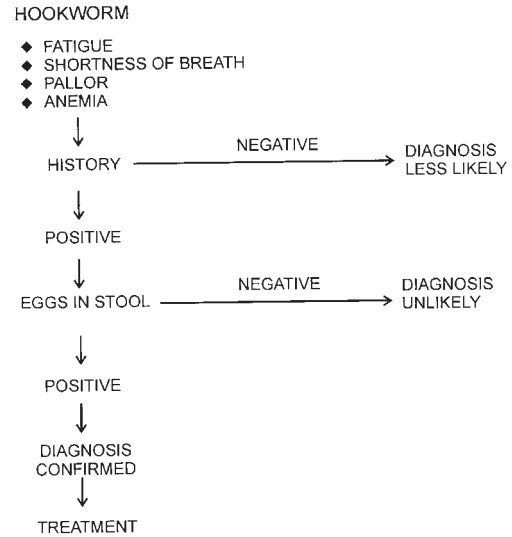 HOOKWORM
◆ FATIGUE
◆ SHORTNESS OF BREATH
◆ PALLOR
◆ ANEMIA
HISTORY
NEGATIVE
DIAGNOSIS
LESS LIKELY
POSITIVE
EGGS IN STOOL
NEGATIVE
DIAGNOSIS
UNLIKELY
POSITIVE
DIAGNOSIS
CONFIRMED
TREATMENT